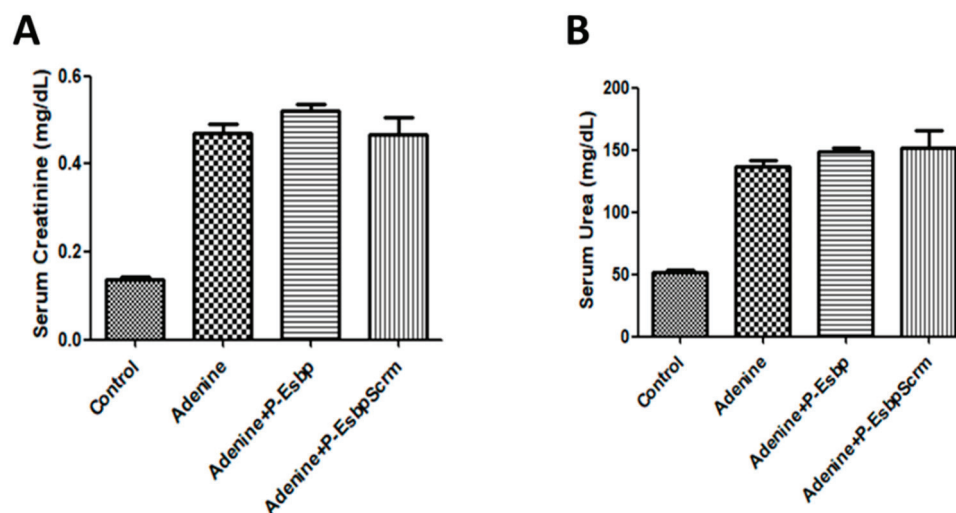 A
Serum Creatinine (mg/dL)
0.6
0.4
0.2
0.0
Control
Adenine
Adenine+P-Esbp
Adenine+P-EsbpScrm
B
Serum Urea (mg/dL)
200
150
100
50
0
Control
Adenine
Adenine+P-Esbp
Adenine+P-EsbpScrm